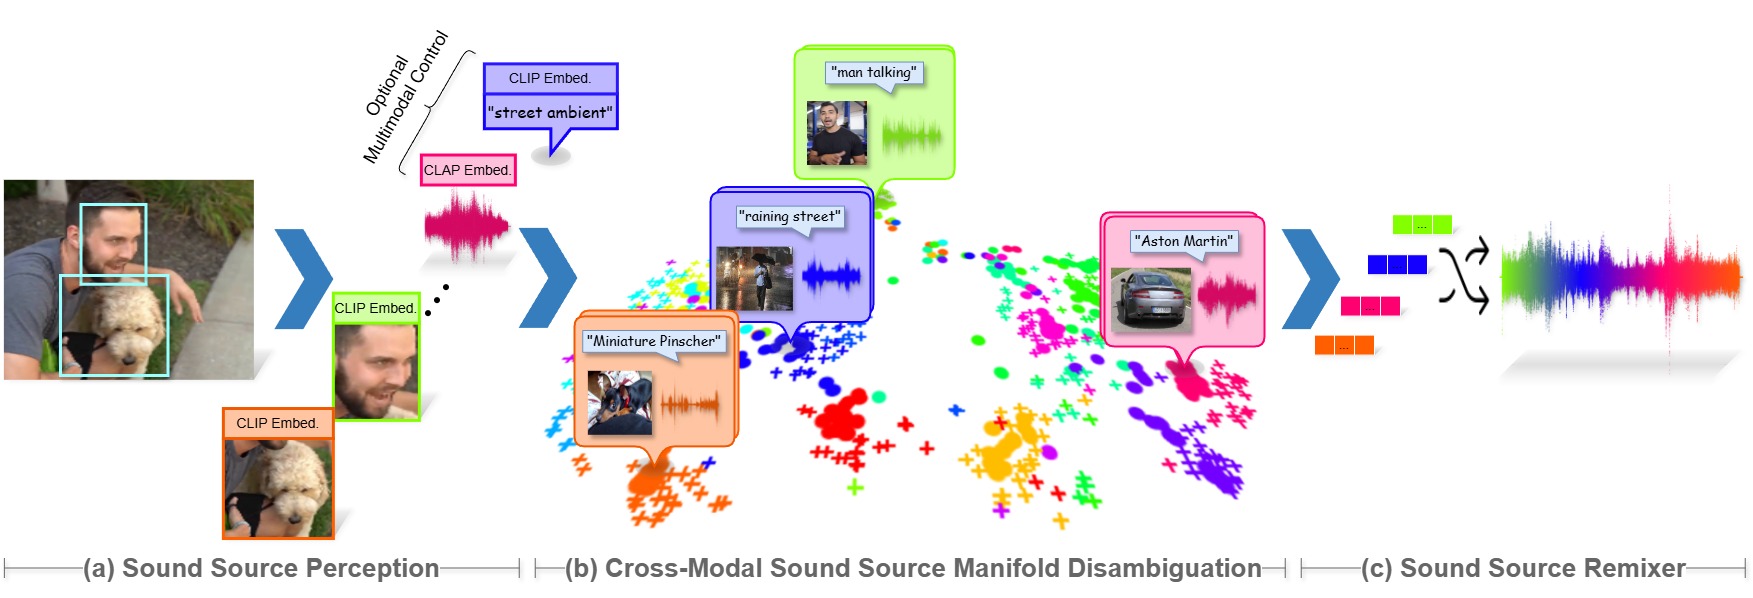 Optional
Multimodal Control
CLIP Embed.
"street ambient"
CLAP Embed.
CLIP Embed.
CLIP Embed.
"man talking"
"raining street"
"Miniature Pinscher"
"Aston Martin"
...
...
...
...
(a) Sound Source Perception
(b) Cross-Modal Sound Source Manifold Disambiguation
(c) Sound Source Remixer